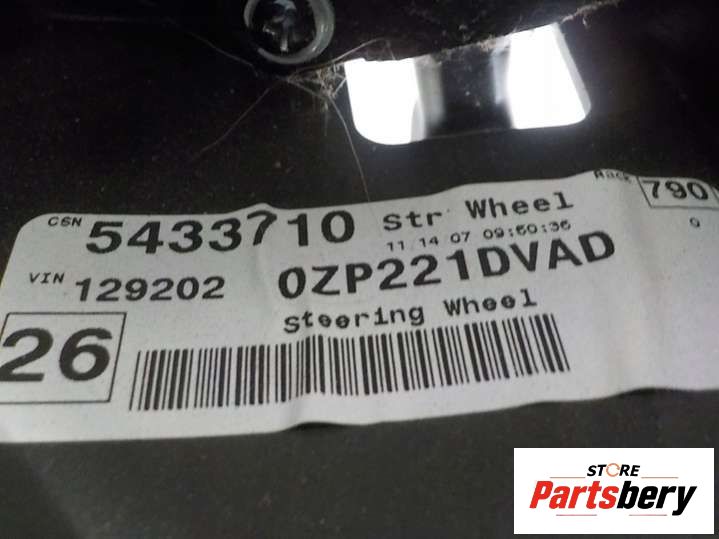 Rack 790
CSN 5433710 Str Wheel 0
11 14 07 09:50:36
VIN 129202 0ZP221DVAD
Steering Wheel
26
STORE
Partsbery